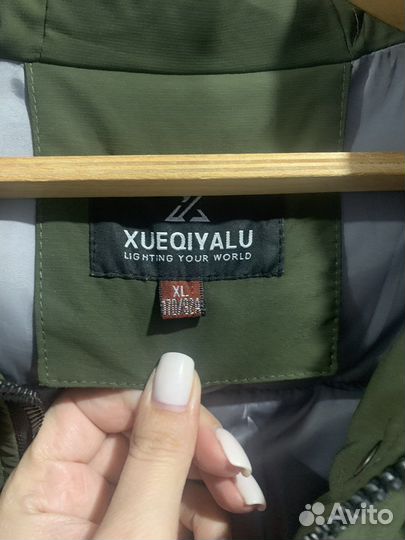 XUEQIYALU
LIGHTING YOUR WORLD
XL
170/92A
Avito